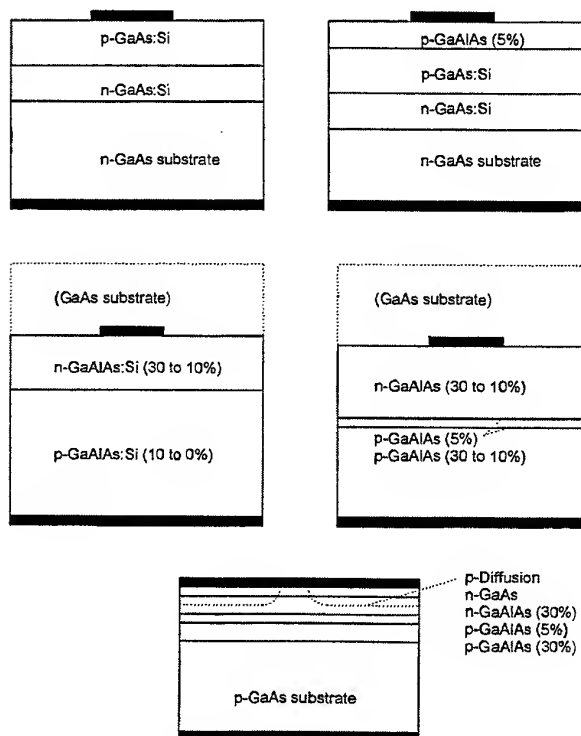 p-GaAs:Si
n-GaAs:Si
n-GaAs substrate
p-GaAlAs (5%)
p-GaAs:Si
n-GaAs:Si
n-GaAs substrate
(GaAs substrate)
n-GaAlAs:Si (30 to 10%)
p-GaAlAs:Si (10 to 0%)
(GaAs substrate)
n-GaAlAs (30 to 10%)
p-GaAlAs (5%)
p-GaAlAs (30 to 10%)
p-Diffusion
n-GaAs
n-GaAlAs (30%)
p-GaAlAs (5%)
p-GaAlAs (30%)
p-GaAs substrate